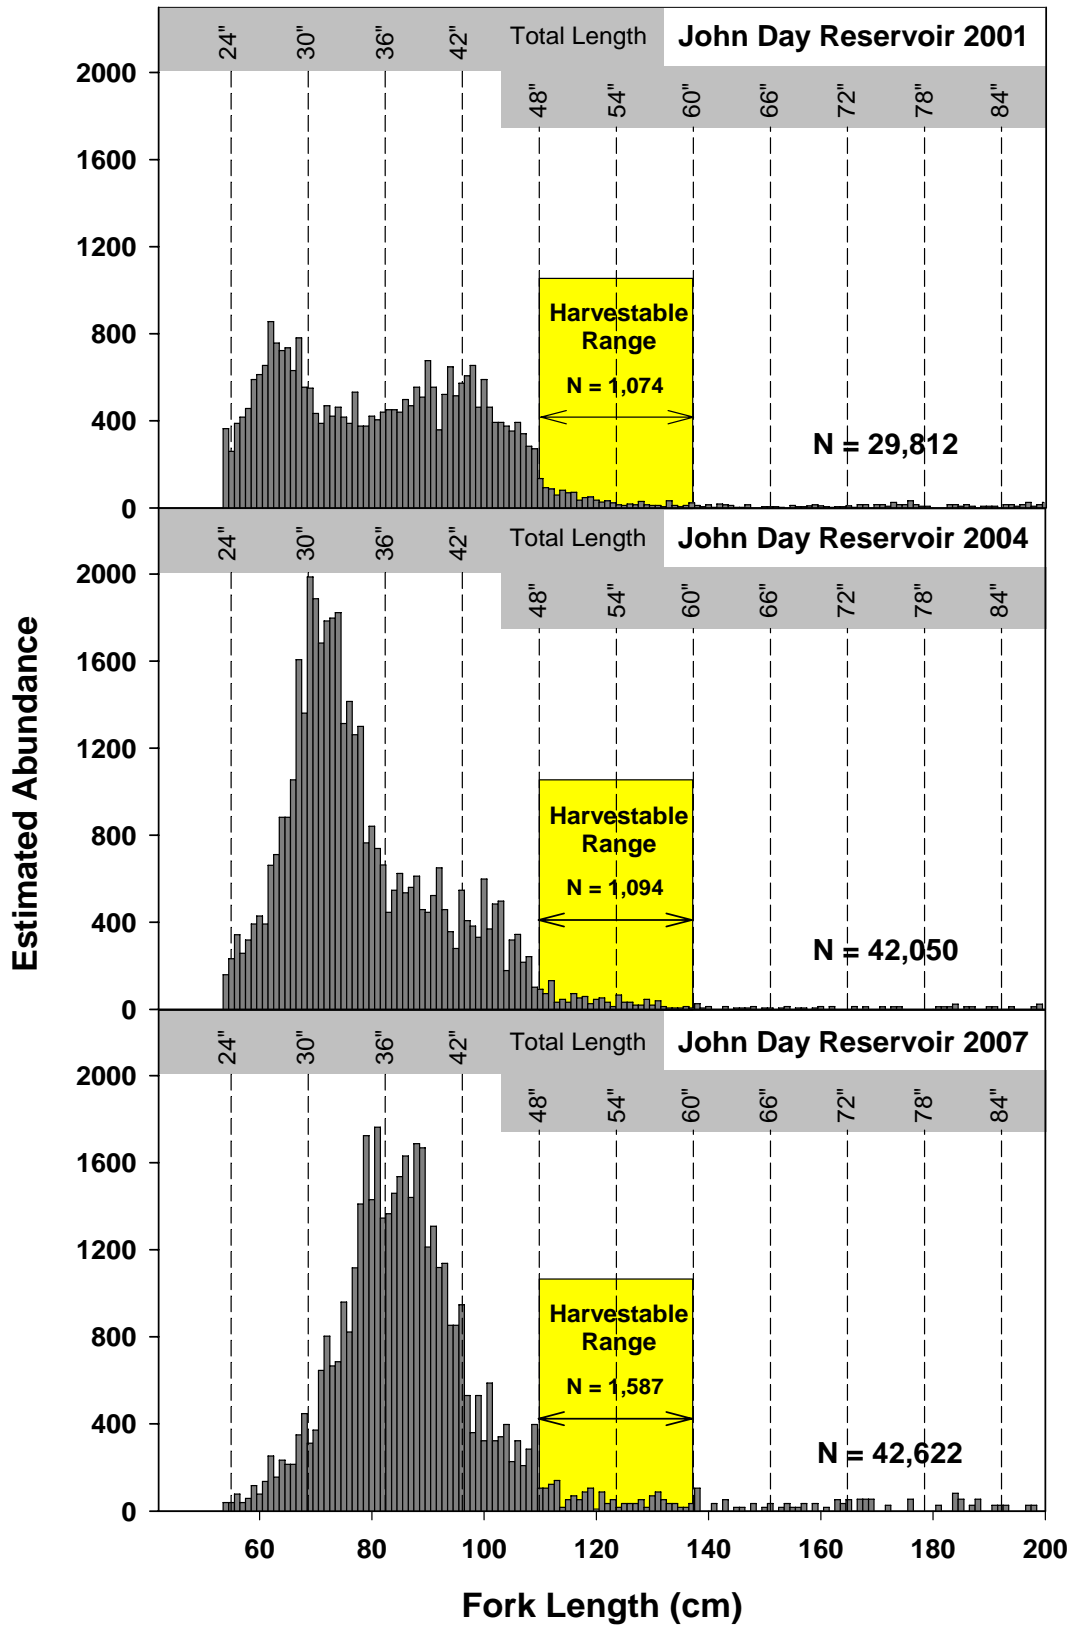 Total Length
John Day Reservoir 2001
24"
30"
36"
42"
48"
54"
60"
66"
72"
78"
84"
2000
1600
1200
800
400
0
Harvestable
Range
N = 1,074
N = 29,812
Total Length
John Day Reservoir 2004
24"
30"
36"
42"
48"
54"
60"
66"
72"
78"
84"
2000
1600
1200
800
400
0
Harvestable
Range
N = 1,094
N = 42,050
Estimated Abundance
Total Length
John Day Reservoir 2007
24"
30"
36"
42"
48"
54"
60"
66"
72"
78"
84"
2000
1600
1200
800
400
0
Harvestable
Range
N = 1,587
N = 42,622
60 80 100 120 140 160 180 200
Fork Length (cm)